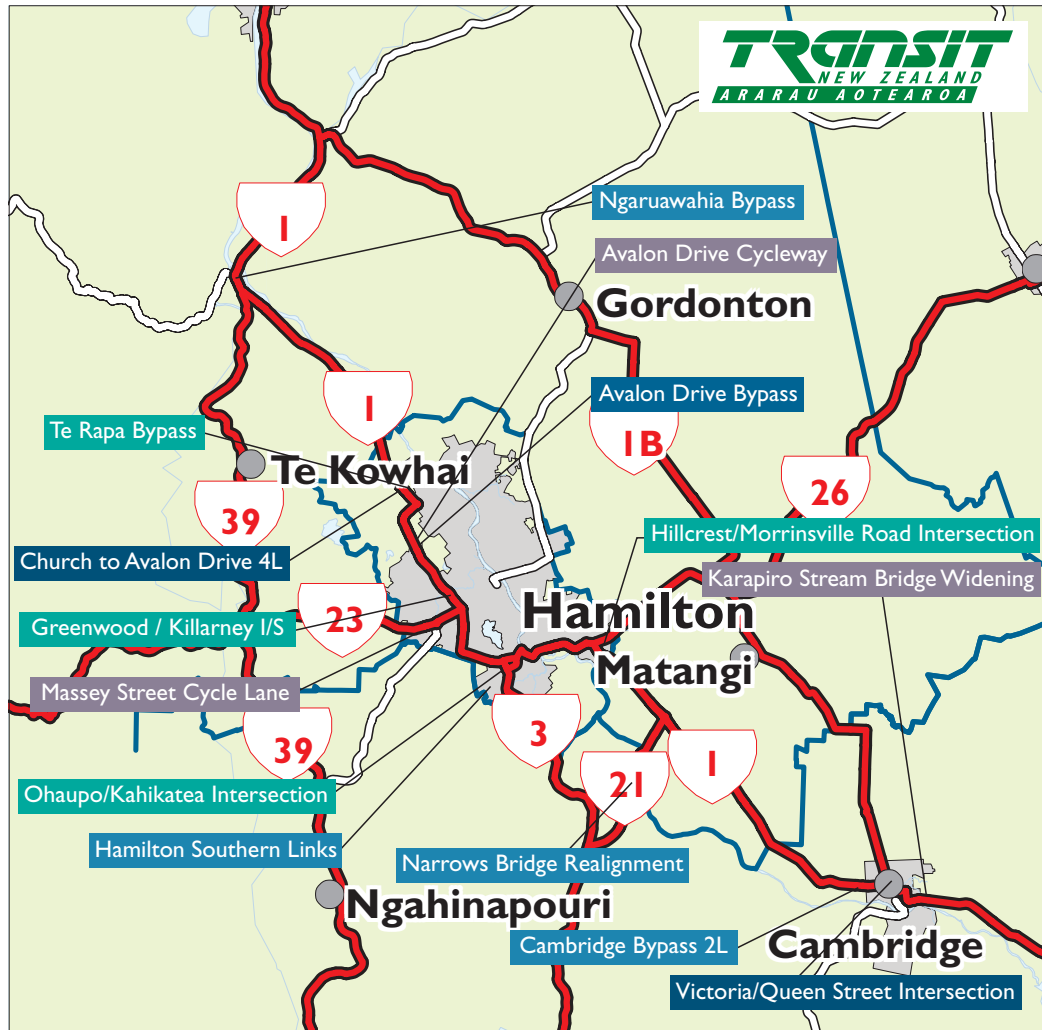 TRANSIT
NEW ZEALAND
ARARAU AOTEAROA
Ngaruawahia Bypass
1
Avalon Drive Cycleway
Gordonton
1
Avalon Drive Bypass
Te Rapa Bypass
1B
Te Kowhai
26
39
Hillcrest/Morrinsville Road Intersection
Church to Avalon Drive 4L
Karapiro Stream Bridge Widening
Hamilton
23
Greenwood / Killarney I/S
Matangi
Massey Street Cycle Lane
3
39
1
21
Ohaupo/Kahikatea Intersection
Hamilton Southern Links
Narrows Bridge Realignment
Ngahinapouri
Cambridge Bypass 2L
Cambridge
Victoria/Queen Street Intersection